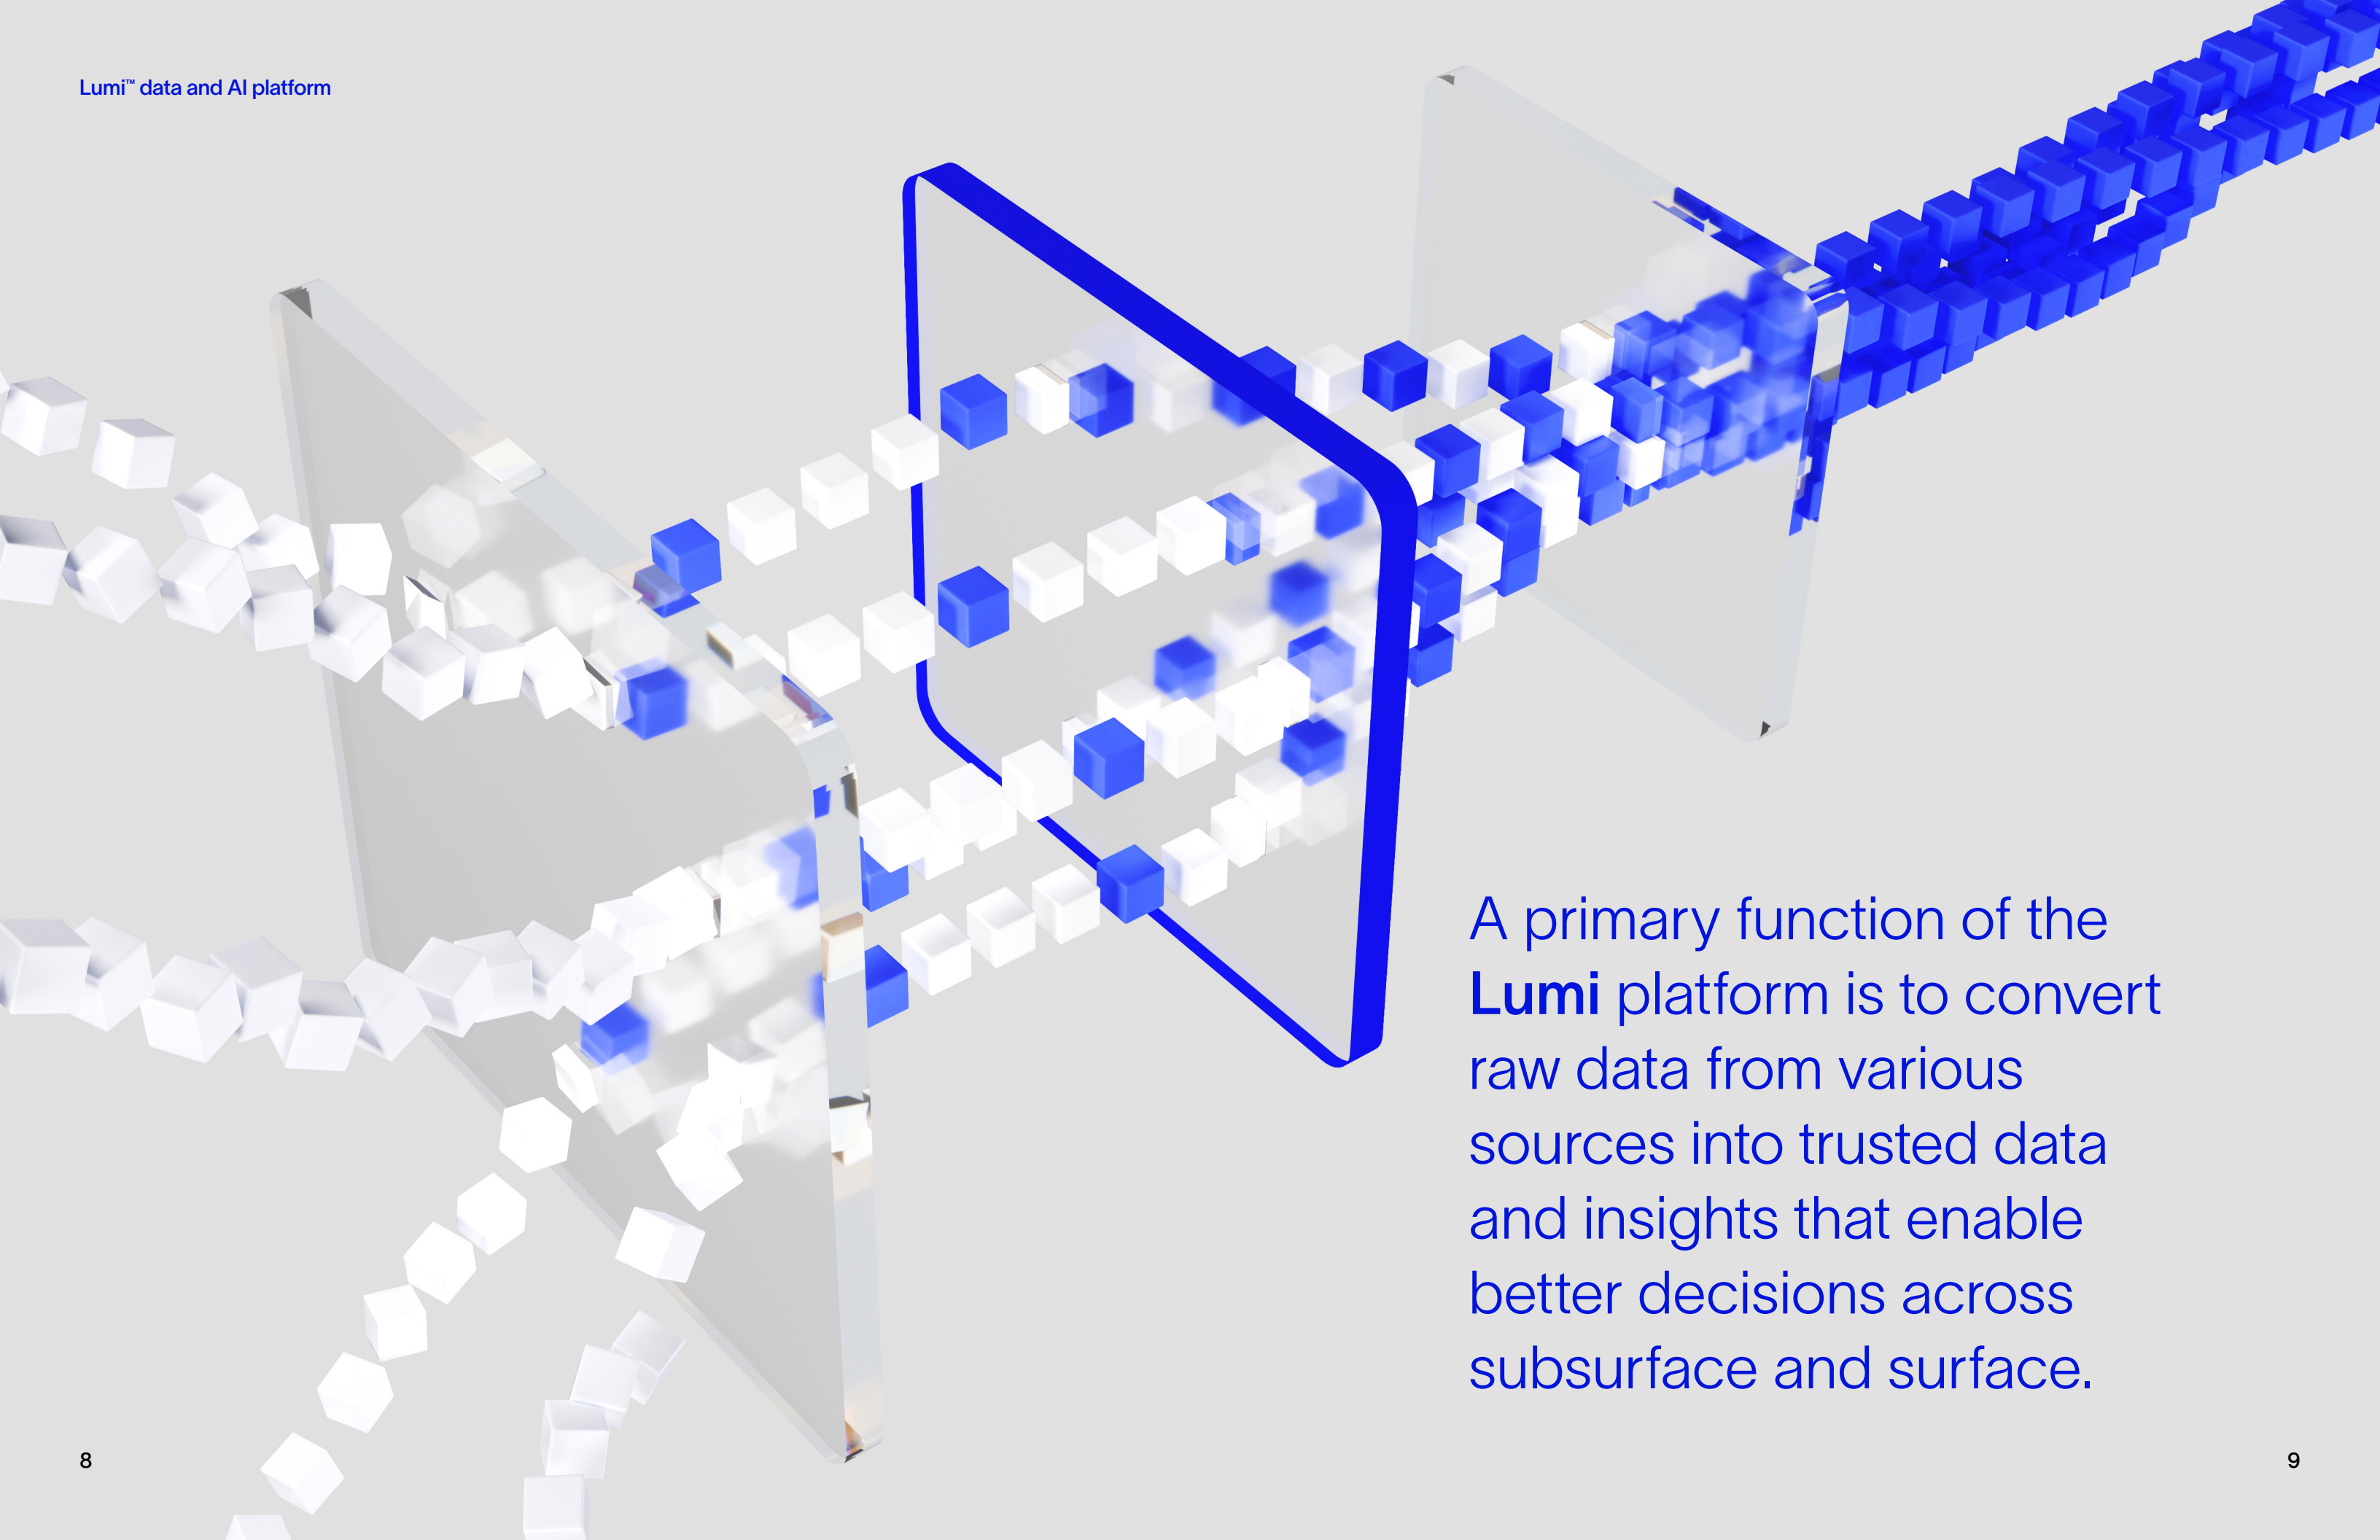 Lumi™ data and AI platform
A primary function of the
Lumi platform is to convert
raw data from various
sources into trusted data
and insights that enable
better decisions across
subsurface and surface.
8
9